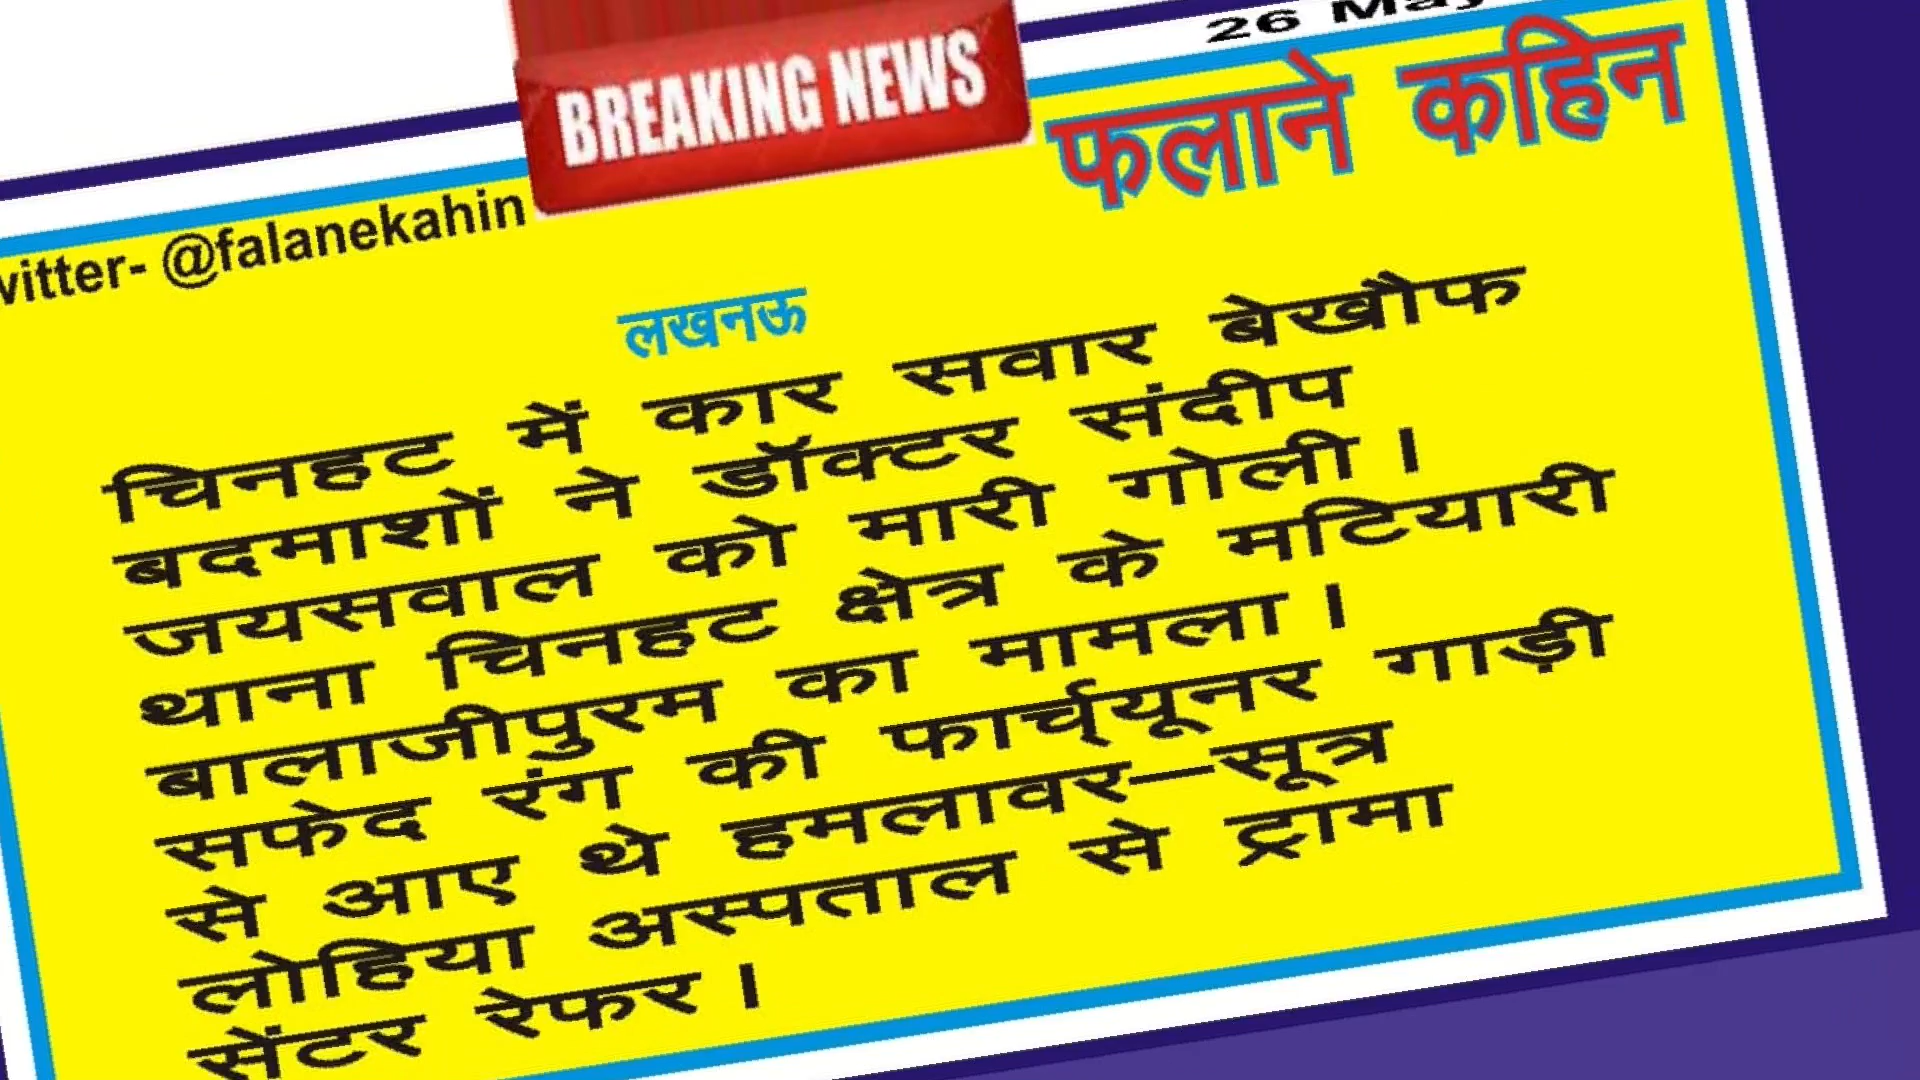 26 May
BREAKING NEWS
फलाने कहिन
witter- @falanekahin
लखनऊ
चिनहट में कार सवार बेखौफ
बदमाशों ने डॉक्टर संदीप
जयसवाल को मारी गोली।
थाना चिनहट क्षेत्र के मटियारी
बालाजीपुरम का मामला।
सफेद रंग की फार्च्यूनर गाड़ी
से आए थे हमलावर–सूत्र
लोहिया अस्पताल से ट्रामा
सेंटर रेफर।